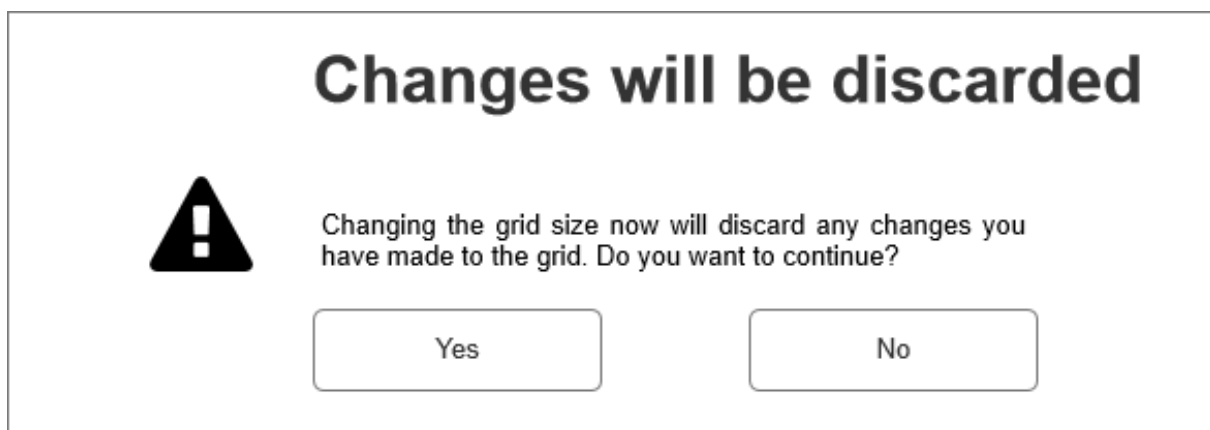 Changes will be discarded
Changing the grid size now will discard any changes you
have made to the grid. Do you want to continue?
Yes
No